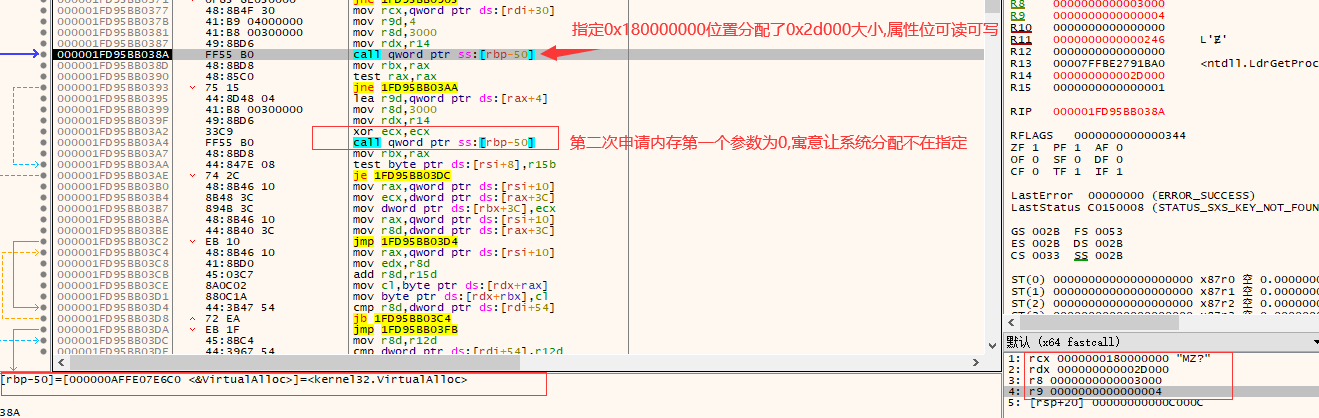 000001FD95BB0377 48:8B4F 30 mov rcx,qword ptr ds:[rdi+30]
000001FD95BB037B 41:B9 04000000 mov r9d,4
000001FD95BB0381 41:B8 00300000 mov r8d,3000
000001FD95BB0387 49:8BD6 mov rdx,r14
000001FD95BB038A FF55 B0 call qword ptr ss:[rbp-50]
000001FD95BB038D 48:8BD8 mov rbx,rax
000001FD95BB0390 48:85C0 test rax,rax
000001FD95BB0393 75 15 jne 1FD95BB03AA
000001FD95BB0395 44:8D48 04 lea r9d,qword ptr ds:[rax+4]
000001FD95BB0399 41:B8 00300000 mov r8d,3000
000001FD95BB039F 49:8BD6 mov rdx,r14
000001FD95BB03A2 33C9 xor ecx,ecx
000001FD95BB03A4 FF55 B0 call qword ptr ss:[rbp-50]
000001FD95BB03A7 48:8BD8 mov rbx,rax
000001FD95BB03AA 44:847E 08 test byte ptr ds:[rsi+8],r15b
000001FD95BB03AE 74 2C je 1FD95BB03DC
000001FD95BB03B0 48:8B46 10 mov rax,qword ptr ds:[rsi+10]
000001FD95BB03B4 8B48 3C mov ecx,dword ptr ds:[rax+3C]
000001FD95BB03B7 894B 3C mov dword ptr ds:[rbx+3C],ecx
000001FD95BB03BA 48:8B46 10 mov rax,qword ptr ds:[rsi+10]
000001FD95BB03BE 44:8B40 3C mov r8d,dword ptr ds:[rax+3C]
000001FD95BB03C2 EB 10 jmp 1FD95BB03D4
000001FD95BB03C4 48:8B46 10 mov rax,qword ptr ds:[rsi+10]
000001FD95BB03C8 41:8BD0 mov edx,r8d
000001FD95BB03CB 45:03C7 add r8d,r15d
000001FD95BB03CE 8A0C02 mov cl,byte ptr ds:[rdx+rax]
000001FD95BB03D1 880C1A mov byte ptr ds:[rdx+rbx],cl
000001FD95BB03D4 44:3B47 54 cmp r8d,dword ptr ds:[rdi+54]
000001FD95BB03D8 72 EA jb 1FD95BB03C4
000001FD95BB03DA EB 1F jmp 1FD95BB03FB
000001FD95BB03DC 45:8BC4 mov r8d,r12d
000001FD95BB03DF 44:3967 54 cmp dword ptr ds:[rdi+54],r12d
指定0x180000000位置分配了0x2d000大小,属性位可读可写
第二次申请内存第一个参数为0,寓意让系统分配不在指定
[rbp-50]=[000000AFFE07E6C0 <&VirtualAlloc>]=<kernel32.VirtualAlloc>
38A
R8 0000000000003000
R9 0000000000000004
R10 0000000000000000
R11 0000000000000246 L'Ɇ'
R12 0000000000000000
R13 00007FFBE2791BA0 <ntdll.LdrGetProc
R14 000000000002D000
R15 0000000000000001
RIP 000001FD95BB038A
RFLAGS 0000000000000344
ZF 1 PF 1 AF 0
OF 0 SF 0 DF 0
CF 0 TF 1 IF 1
LastError 00000000 (ERROR_SUCCESS)
LastStatus C0150008 (STATUS_SXS_KEY_NOT_FOUN
GS 002B FS 0053
ES 002B DS 002B
CS 0033 SS 002B
ST(0) 00000000000000000000 x87r0 空 0.0000000
ST(1) 00000000000000000000 x87r1 空 0.0000000
ST(2) 00000000000000000000 x87r2 空 0.0000000
默认 (x64 fastcall)
1: rcx 0000000180000000 "MZ?"
2: rdx 000000000002D000
3: r8 0000000000003000
4: r9 0000000000000004
5: [rsp+20] 00000000000C000C